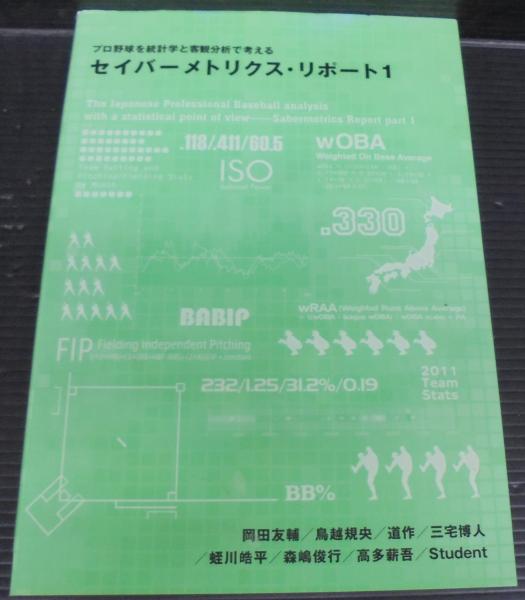 プロ野球を統計学と客観分析で考える
セイバーメトリクス・リポート1
The Japanese Professional Baseball analysis
with a statistical point of view――Sabermetrics Report part 1
.118/.411/60.5
wOBA
Weighted On Base Average
ISO
Isolated Power
Team Batting and
.330
BABIP
wRAA (Weighted Runs Above Average)
FIP Fielding Independent Pitching
232/1.25/31.2%/0.19
2011
Team
Stats
BB%
岡田友輔／鳥越規央／道作／三宅博人
／蛭川皓平／森嶋俊行／高多薪吾／Student